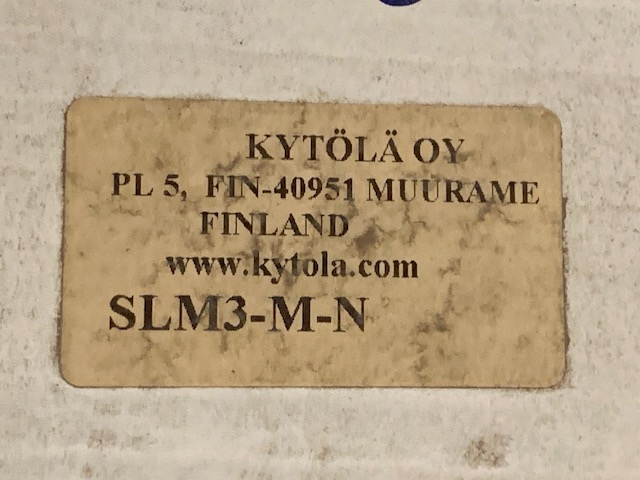 KYTÖLÄ OY
PL 5, FIN-40951 MUURAME
FINLAND
www.kytola.com
SLM3-M-N